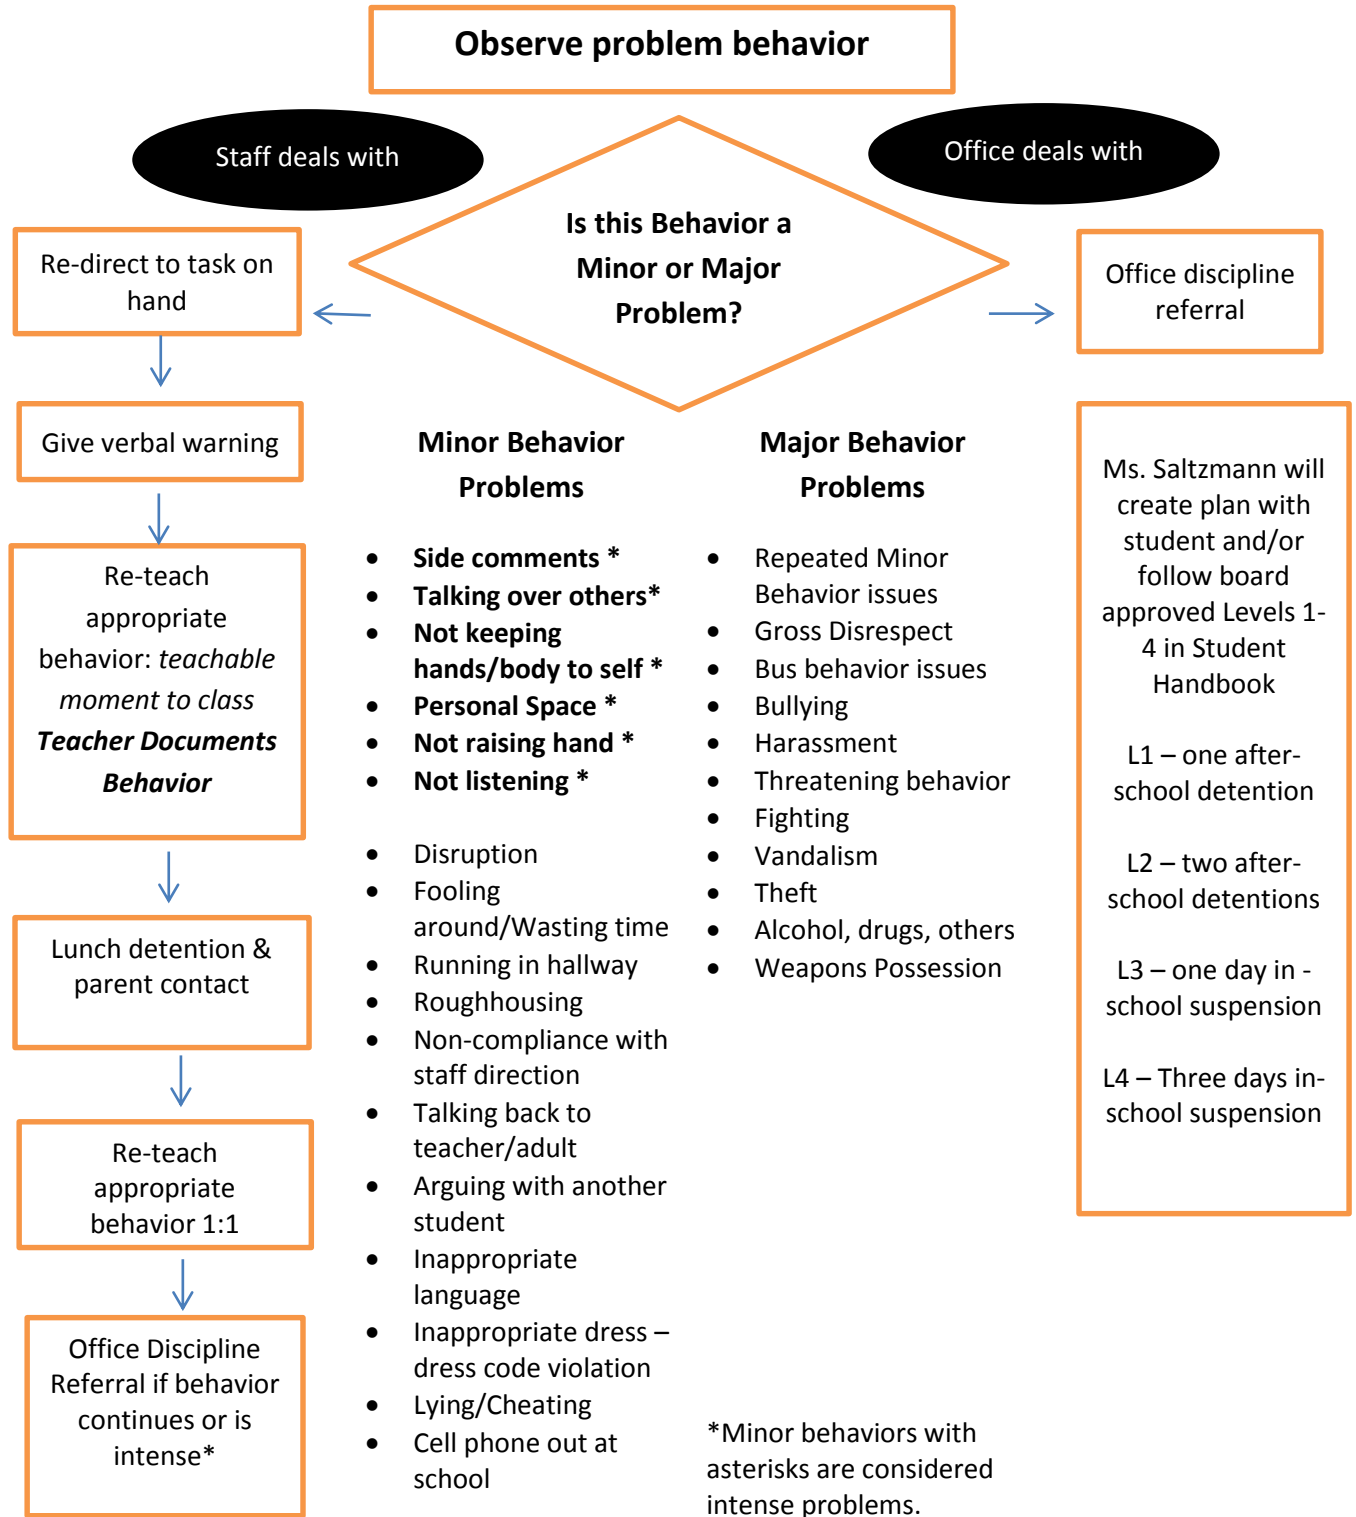 Observe problem behavior
Staff deals with
Office deals with
Is this Behavior a
Minor or Major
Problem?
Re-direct to task on
hand
Give verbal warning
Re-teach
appropriate
behavior: teachable
moment to class
Teacher Documents
Behavior
Lunch detention &
parent contact
Re-teach
appropriate
behavior 1:1
Office Discipline
Referral if behavior
continues or is
intense*
Minor Behavior
Problems
• Side comments *
• Talking over others*
• Not keeping
hands/body to self *
• Personal Space *
• Not raising hand *
• Not listening *
• Disruption
• Fooling
around/Wasting time
• Running in hallway
• Roughhousing
• Non-compliance with
staff direction
• Talking back to
teacher/adult
• Arguing with another
student
• Inappropriate
language
• Inappropriate dress –
dress code violation
• Lying/Cheating
• Cell phone out at
school
Major Behavior
Problems
• Repeated Minor
Behavior issues
• Gross Disrespect
• Bus behavior issues
• Bullying
• Harassment
• Threatening behavior
• Fighting
• Vandalism
• Theft
• Alcohol, drugs, others
• Weapons Possession
*Minor behaviors with
asterisks are considered
intense problems.
Office discipline
referral
Ms. Saltzmann will
create plan with
student and/or
follow board
approved Levels 1-
4 in Student
Handbook
L1 – one after-
school detention
L2 – two after-
school detentions
L3 – one day in -
school suspension
L4 – Three days in-
school suspension